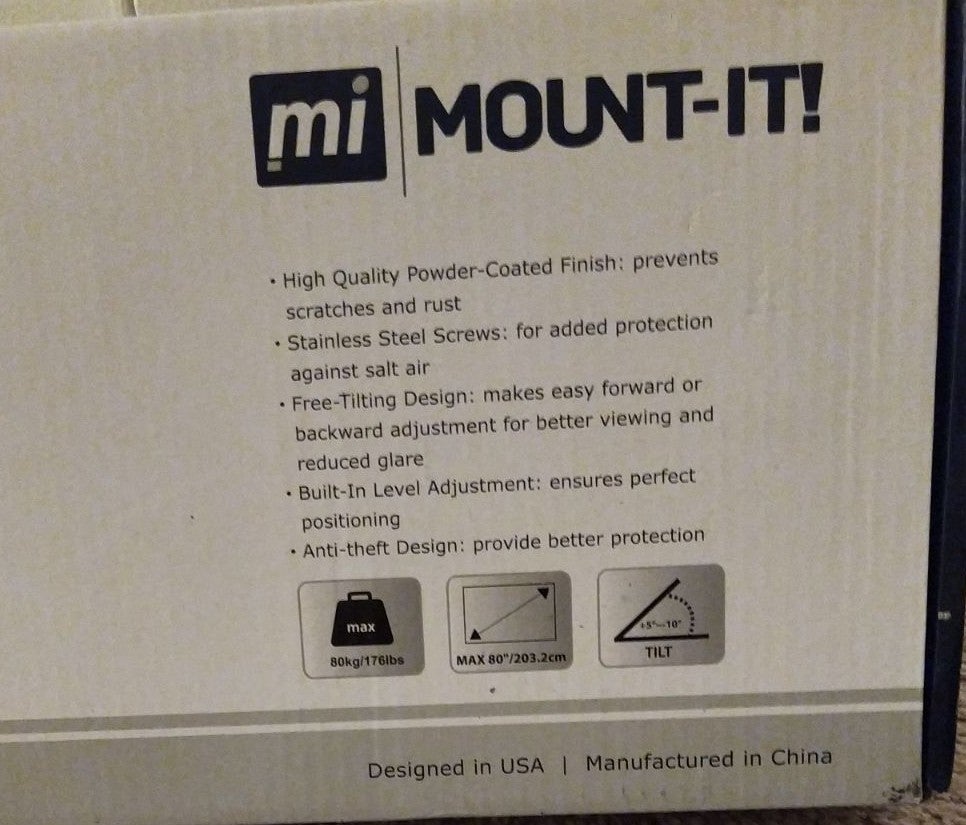 mi MOUNT-IT!
• High Quality Powder-Coated Finish: prevents
scratches and rust
• Stainless Steel Screws: for added protection
against salt air
• Free-Tilting Design: makes easy forward or
backward adjustment for better viewing and
reduced glare
• Built-In Level Adjustment: ensures perfect
positioning
• Anti-theft Design: provide better protection
max
80kg/176lbs
MAX 80"/203.2cm
+5°~-10°
TILT
Designed in USA | Manufactured in China